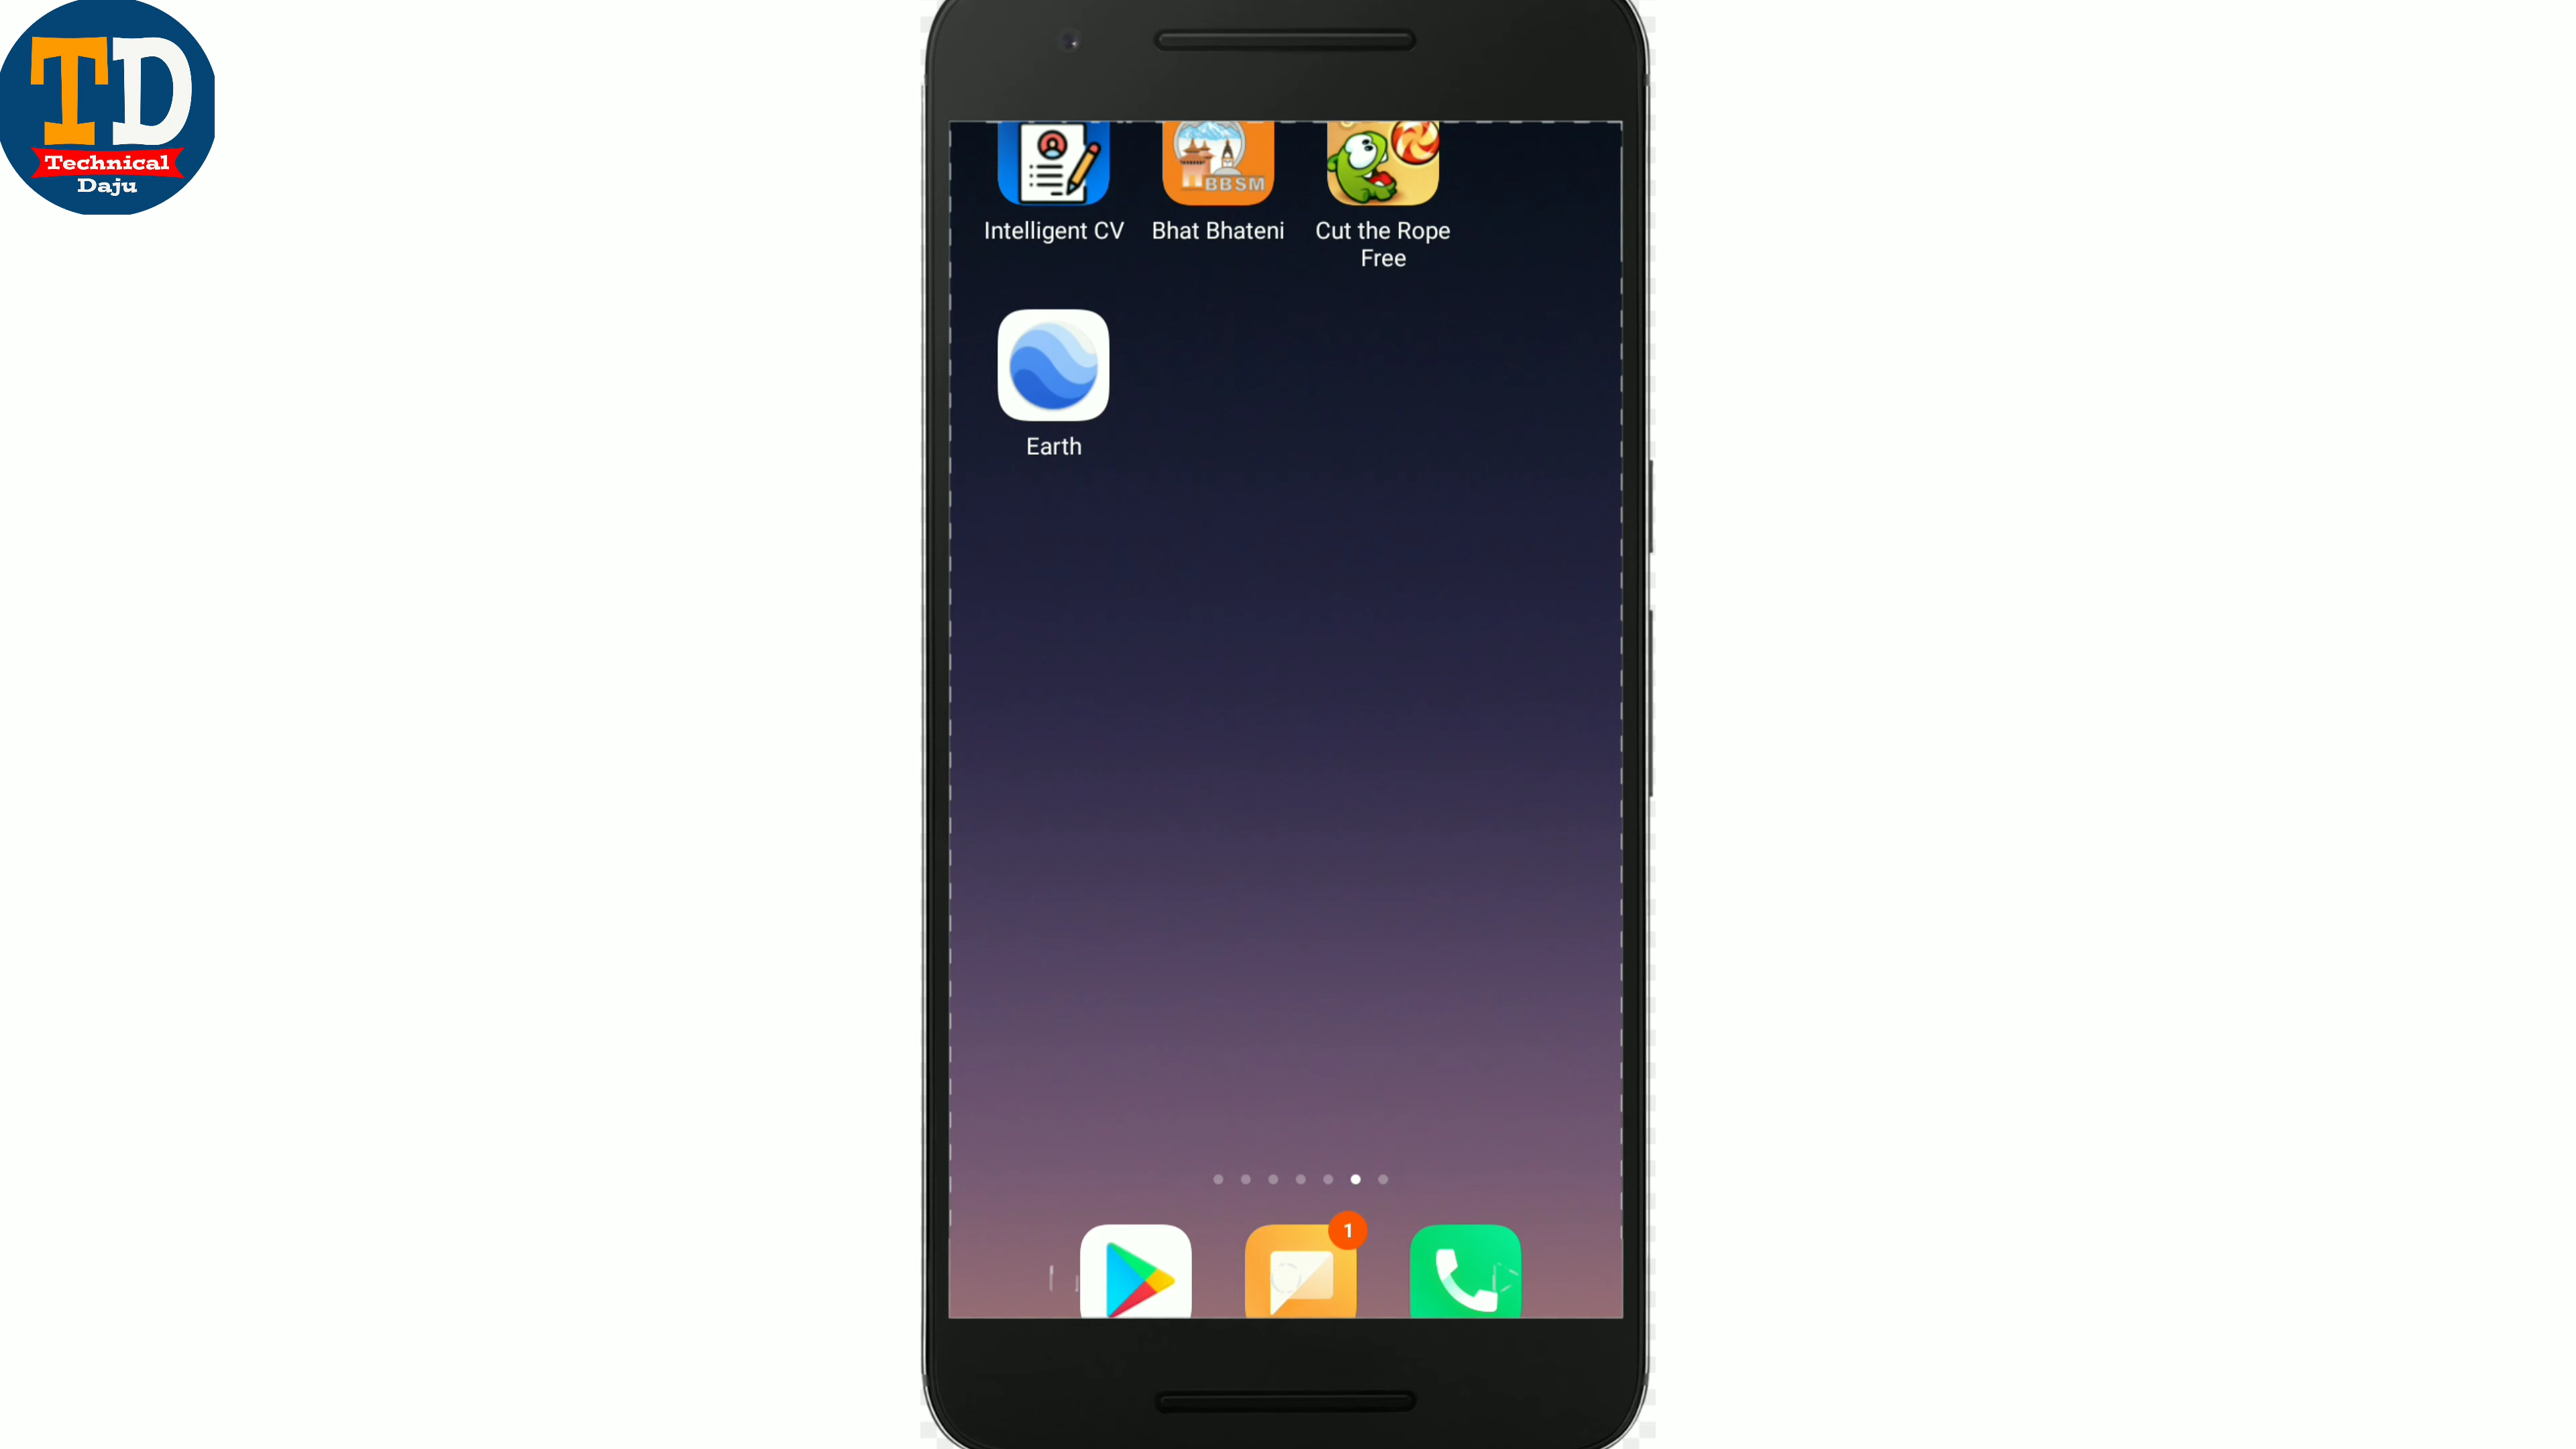 TD
Technical
Daju
BBSM
Intelligent CV
Bhat Bhateni
Cut the Rope
Free
Earth
1